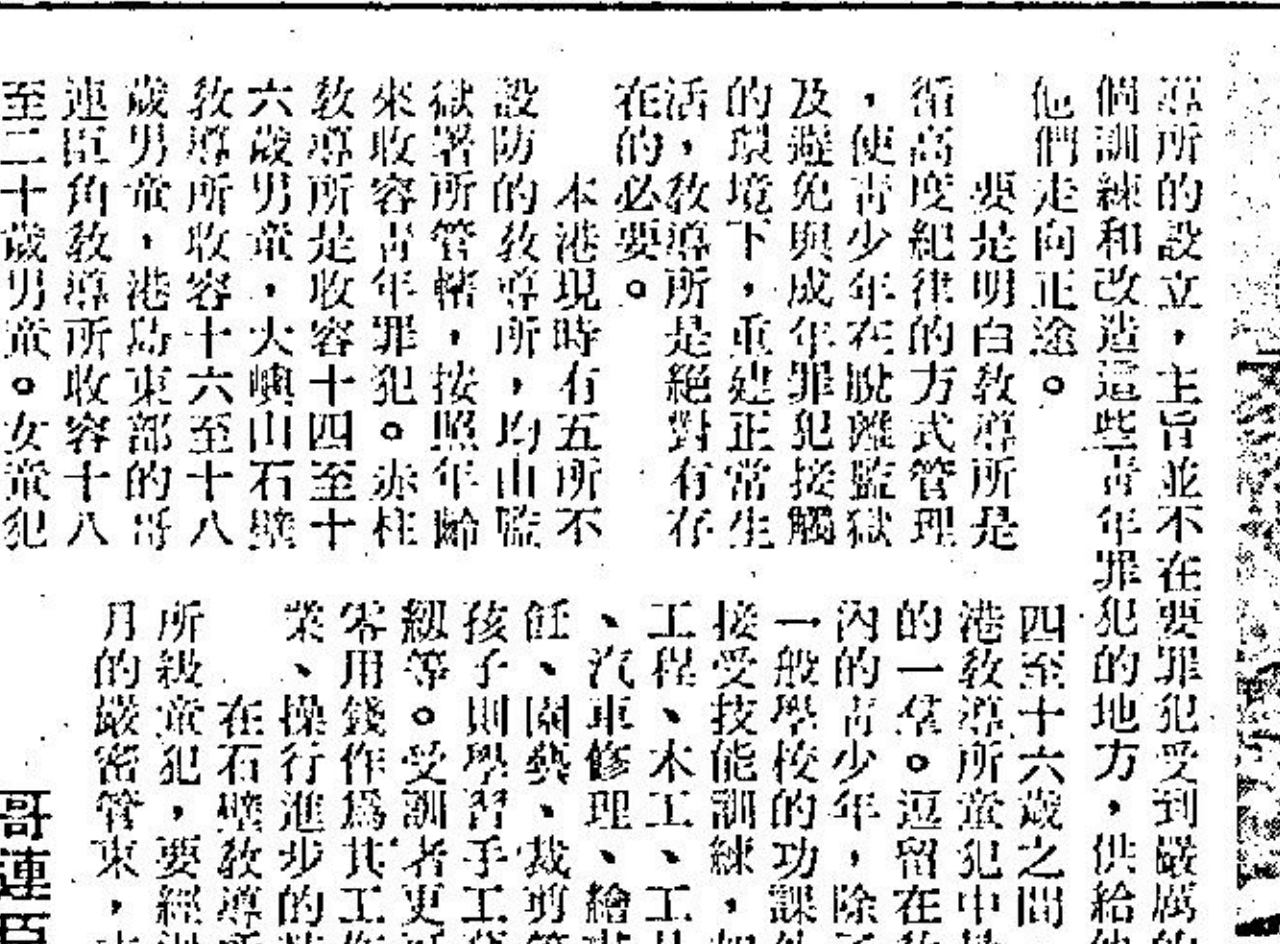 導所的設立，主旨並不在要罪犯受到嚴厲的
個訓練和改造這些青年罪犯的地方，供給他
他們走向正途。
要是明白教導所是
循高度紀律的方式管理
，使青少年在脫離監獄
及避免與成年罪犯接觸
的環境下，重建正常生
活，教導所是絕對有存
在的必要。
本港現時有五所不
設防的教導所，均由監
獄署所管轄，按照年齡
來收容青年罪犯。赤柱
教導所是收容十四至十
六歲男童，大嶼山石壁
教導所收容十六至十八
歲男童，港島東部的哥
連臣角教導所收容十八
至二十歲男童。女童犯
四至十六歲之間
港教導所童犯中
的一羣。逗留在教
內的青少年，除
一般學校的功課外
接受技能訓練，如
工程、木工、工
、汽車修理、繪
飪、園藝、裁剪等
孩子則學習手工
紉等。受訓者更
零用錢作為其工作
業、操行進步的
在石壁教導所
所級童犯，要經
月的嚴密管束，
哥連臣